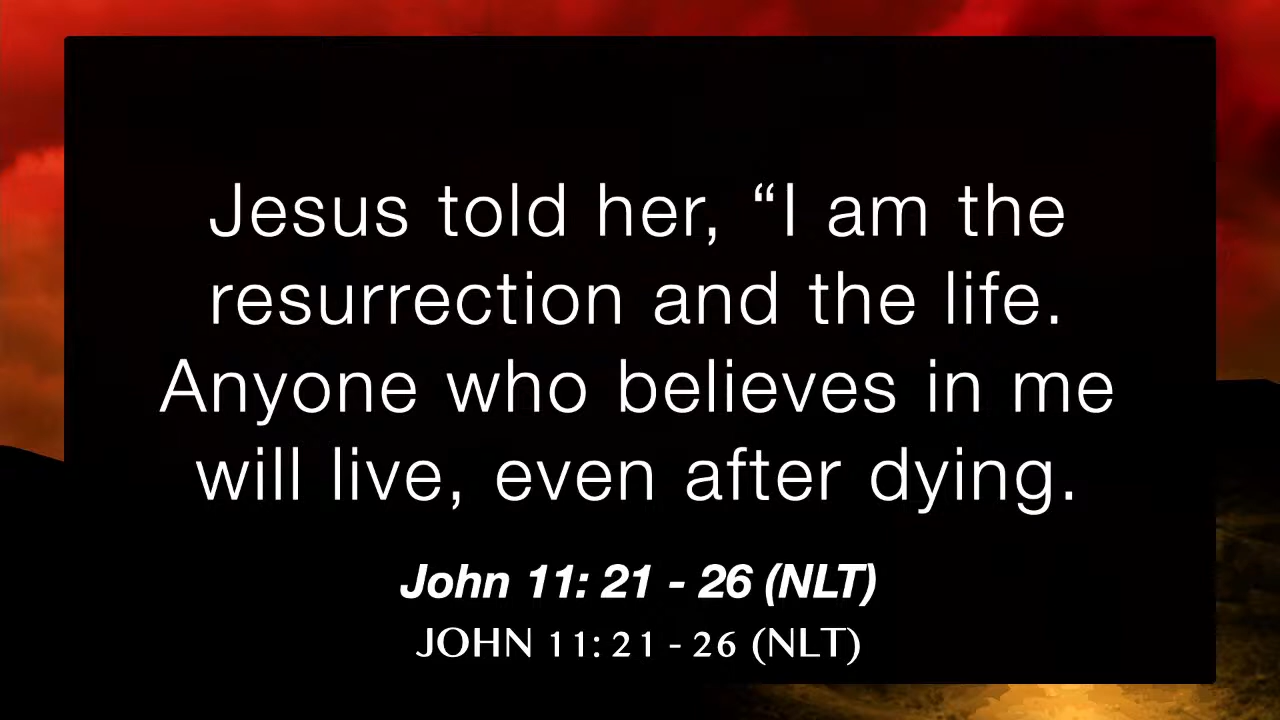 Jesus told her, “I am the
resurrection and the life.
Anyone who believes in me
will live, even after dying.
John 11: 21 - 26 (NLT)
JOHN 11: 21 - 26 (NLT)